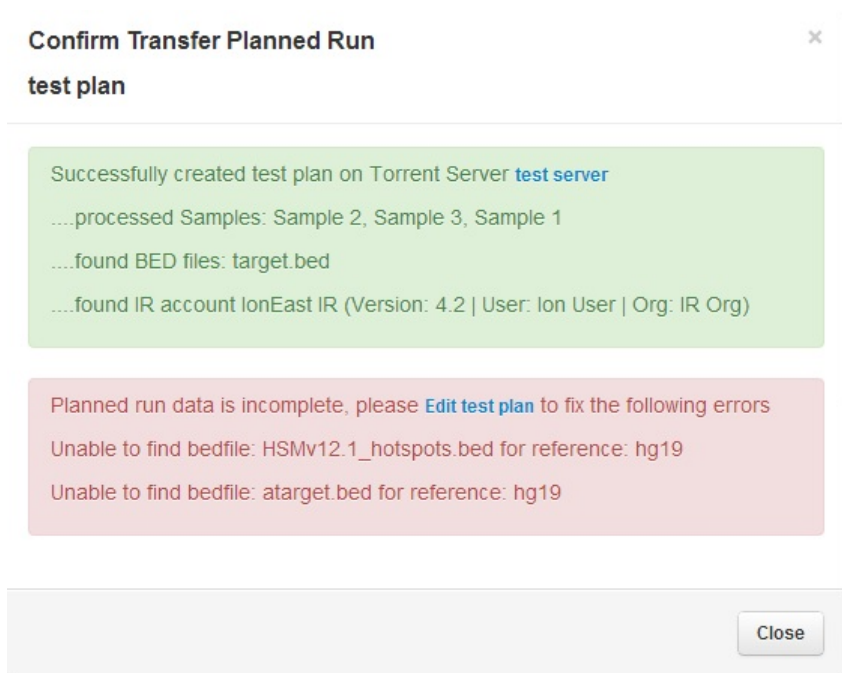 Confirm Transfer Planned Run
×
test plan
Successfully created test plan on Torrent Server test server
....processed Samples: Sample 2, Sample 3, Sample 1
....found BED files: target.bed
....found IR account IonEast IR (Version: 4.2 | User: Ion User | Org: IR Org)
Planned run data is incomplete, please Edit test plan to fix the following errors
Unable to find bedfile: HSMv12.1_hotspots.bed for reference: hg19
Unable to find bedfile: atarget.bed for reference: hg19
Close